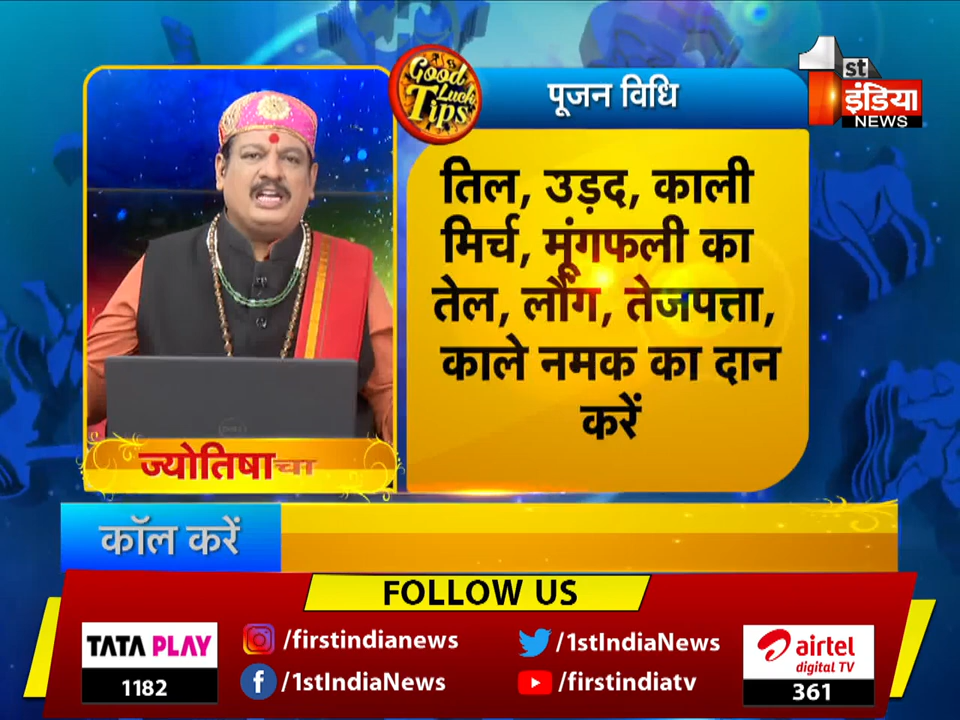 Good
Luck
Tips
पूजन विधि
1st
इंडिया
NEWS
तिल, उड़द, काली
मिर्च, मूंगफली का
तेल, लौंग, तेजपत्ता,
काले नमक का दान
करें
ज्योतिषाचा
कॉल करें
FOLLOW US
TATA PLAY
1182
/firstindianews
/1stIndiaNews
/1stIndiaNews
/firstindiatv
airtel
digital TV
361